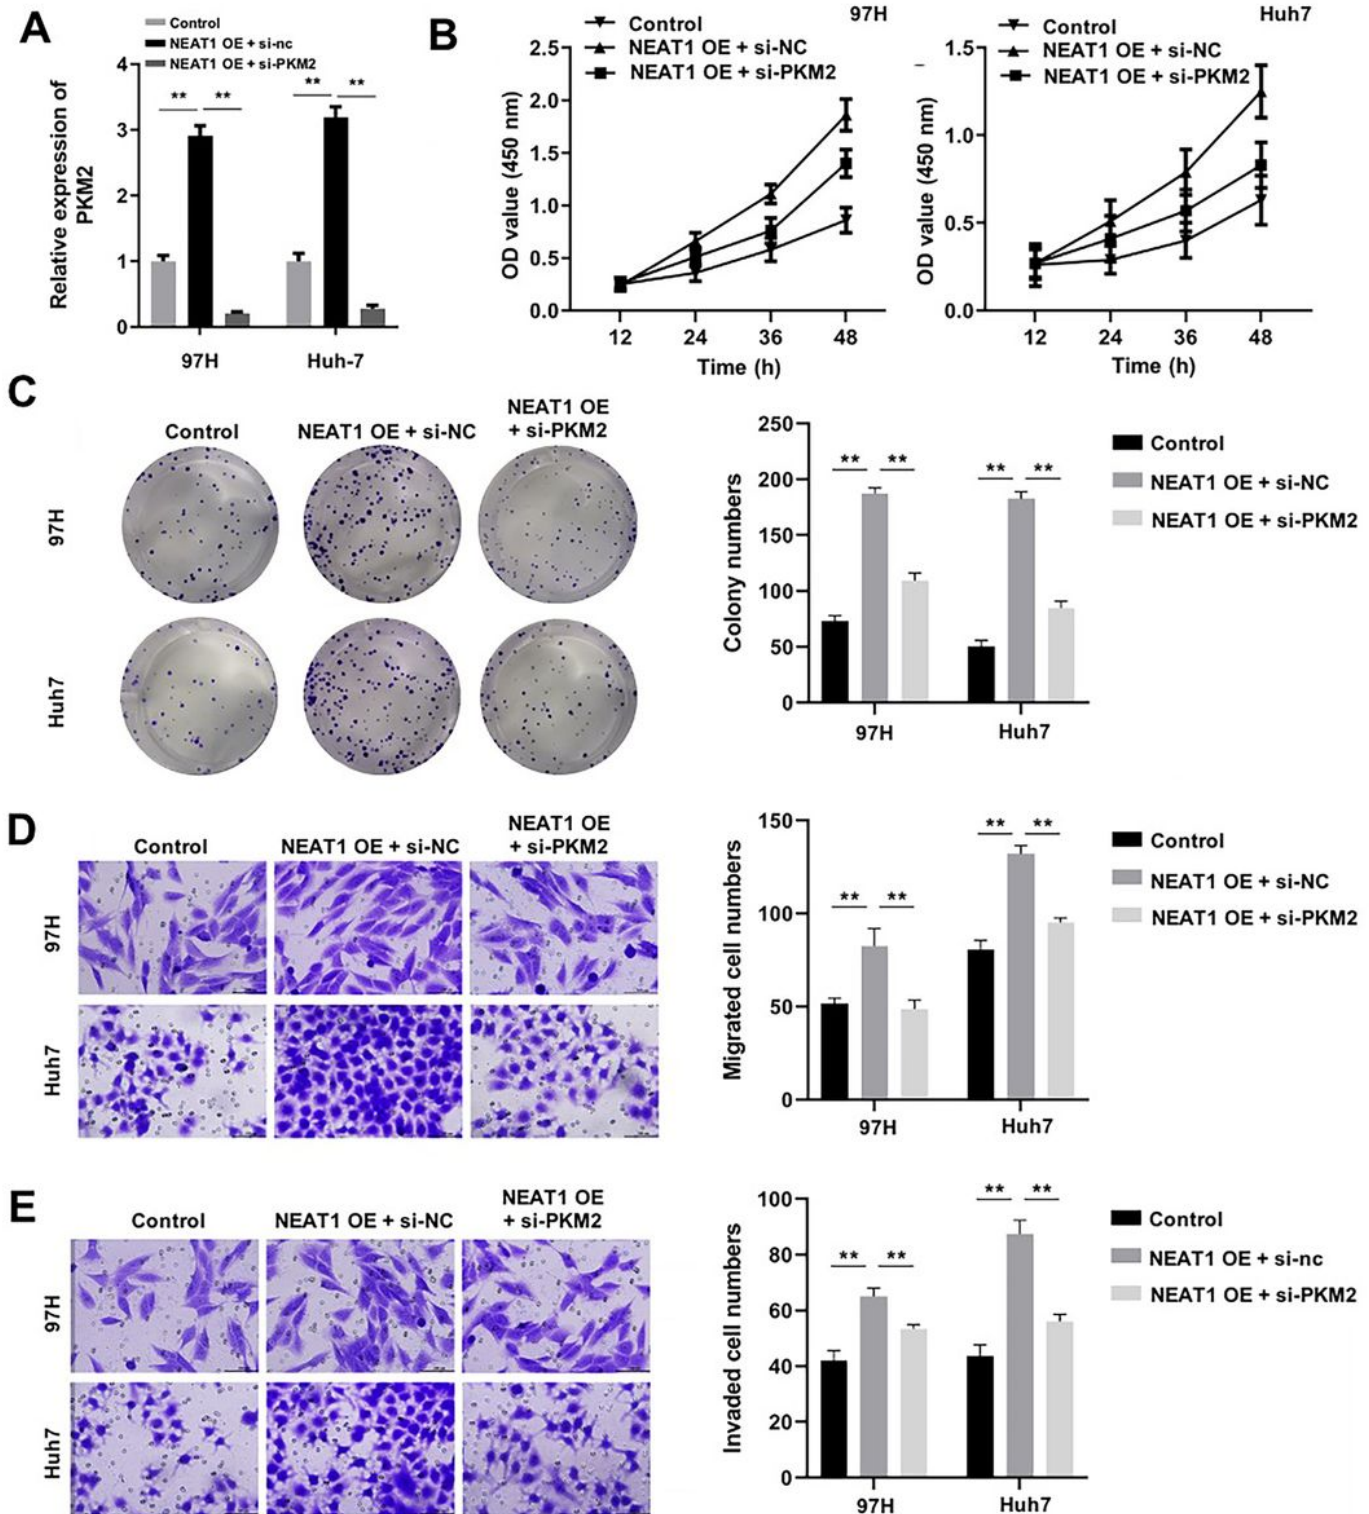 A
Control
NEAT1 OE + si-nc
NEAT1 OE + si-PKM2
Relative expression of
PKM2
4
3
2
1
0
**
**
**
**
97H
Huh-7
B
Control
NEAT1 OE + si-NC
NEAT1 OE + si-PKM2
97H
OD value (450 nm)
2.5
2.0
1.5
1.0
0.5
0.0
12 24 36 48
Time (h)
Control
NEAT1 OE + si-NC
NEAT1 OE + si-PKM2
Huh7
OD value (450 nm)
1.5
1.0
0.5
0.0
12 24 36 48
Time (h)
C
Control
NEAT1 OE + si-NC
NEAT1 OE
+ si-PKM2
97H
Huh7
Colony numbers
250
200
150
100
50
0
**
**
**
**
97H
Huh7
Control
NEAT1 OE + si-NC
NEAT1 OE + si-PKM2
D
Control
NEAT1 OE + si-NC
NEAT1 OE
+ si-PKM2
97H
Huh7
Migrated cell numbers
150
100
50
0
**
**
**
**
97H
Huh7
Control
NEAT1 OE + si-NC
NEAT1 OE + si-PKM2
E
Control
NEAT1 OE + si-NC
NEAT1 OE
+ si-PKM2
97H
Huh7
Invaded cell numbers
100
80
60
40
20
0
**
**
**
**
97H
Huh7
Control
NEAT1 OE + si-nc
NEAT1 OE + si-PKM2